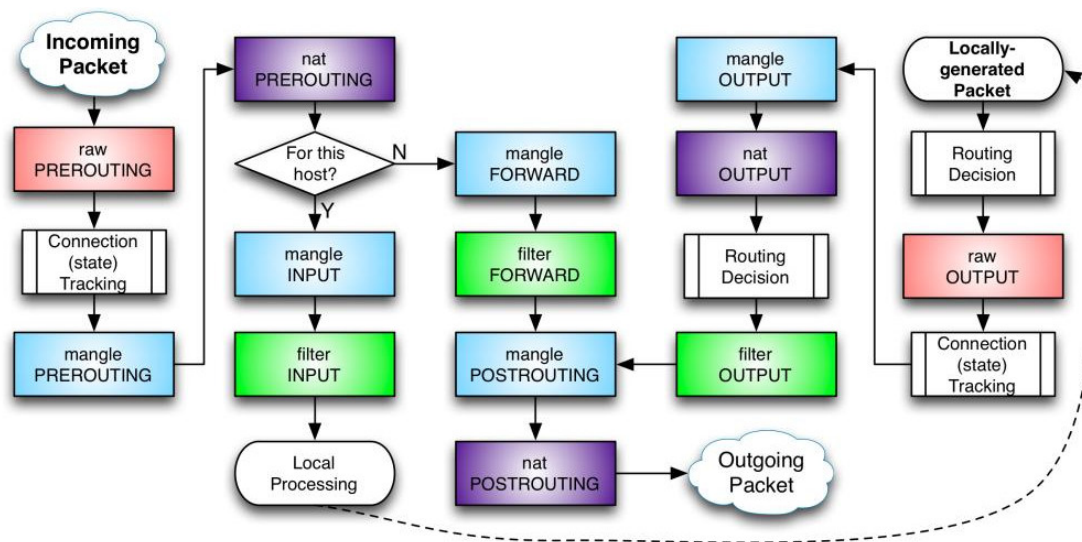 Incoming
Packet
raw
PREROUTING
Connection
(state)
Tracking
mangle
PREROUTING
nat
PREROUTING
For this
host?
N
Y
mangle
INPUT
filter
INPUT
Local
Processing
mangle
FORWARD
filter
FORWARD
mangle
POSTROUTING
nat
POSTROUTING
Outgoing
Packet
mangle
OUTPUT
nat
OUTPUT
Routing
Decision
filter
OUTPUT
Locally-
generated
Packet
Routing
Decision
raw
OUTPUT
Connection
(state)
Tracking